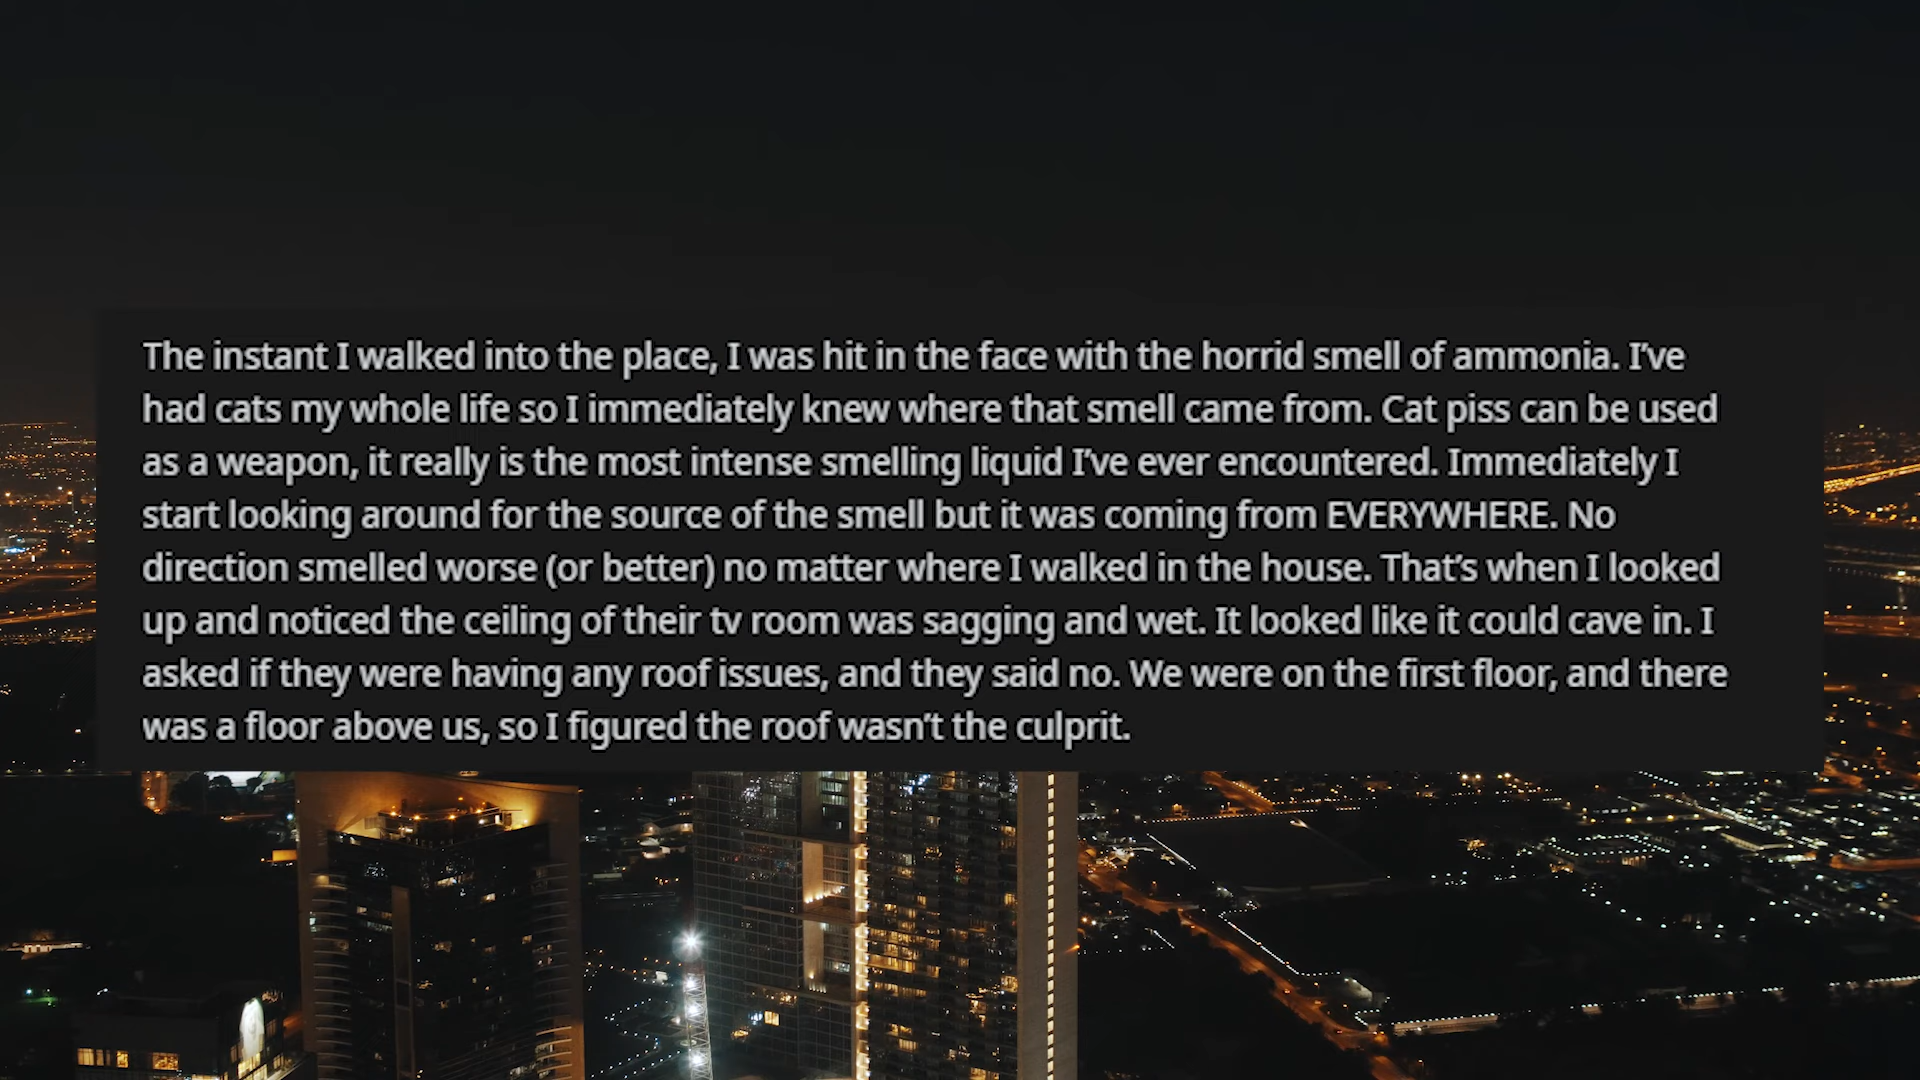 The instant I walked into the place, I was hit in the face with the horrid smell of ammonia. I’ve
had cats my whole life so I immediately knew where that smell came from. Cat piss can be used
as a weapon, it really is the most intense smelling liquid I’ve ever encountered. Immediately I
start looking around for the source of the smell but it was coming from EVERYWHERE. No
direction smelled worse (or better) no matter where I walked in the house. That’s when I looked
up and noticed the ceiling of their tv room was sagging and wet. It looked like it could cave in. I
asked if they were having any roof issues, and they said no. We were on the first floor, and there
was a floor above us, so I figured the roof wasn’t the culprit.